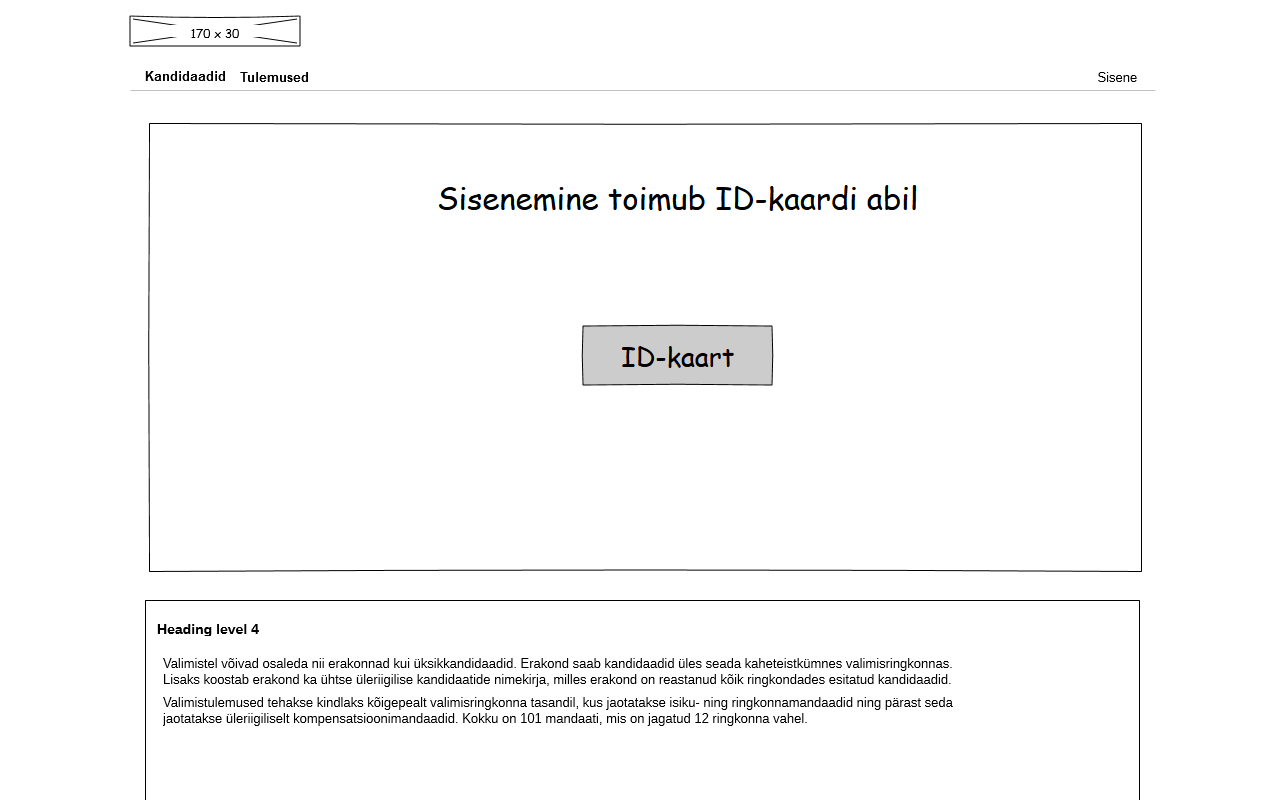 170 x 30
Kandidaadid Tulemused Sisene
Sisenemine toimub ID-kaardi abil
ID-kaart
Heading level 4
Valimistel võivad osaleda nii erakonnad kui üksikkandidaadid. Erakond saab kandidaadid üles seada kaheteistkümnes valimisringkonnas.
Lisaks koostab erakond ka ühtse üleriigilise kandidaatide nimekirja, milles erakond on reastanud kõik ringkondades esitatud kandidaadid.
Valimistulemused tehakse kindlaks kõigepealt valimisringkonna tasandil, kus jaotatakse isiku- ning ringkonnamandaadid ning pärast seda
jaotatakse üleriigiliselt kompensatsioonimandaadid. Kokku on 101 mandaati, mis on jagatud 12 ringkonna vahel.